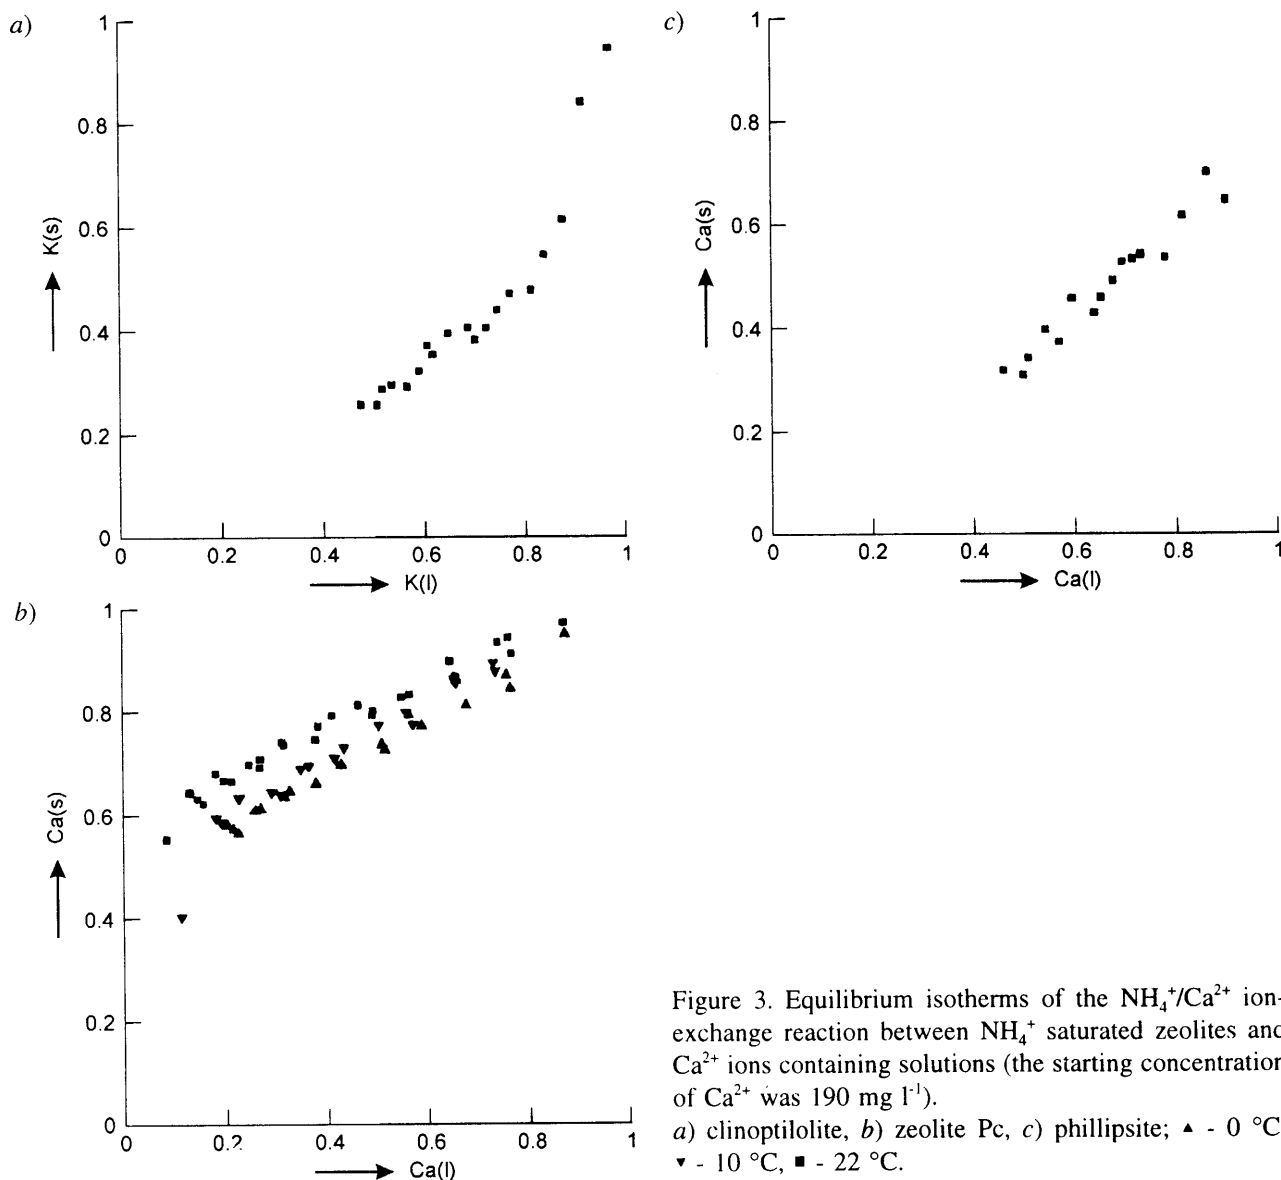 a)
1
0.8
0.6
0.4
0.2
0
K(s)
0
0.2
0.4
0.6
0.8
1
K(l)
c)
1
0.8
0.6
0.4
0.2
0
Ca(s)
0
0.2
0.4
0.6
0.8
1
Ca(l)
b)
1
0.8
0.6
0.4
0.2
0
Ca(s)
0
0.2
0.4
0.6
0.8
1
Ca(l)
Figure 3. Equilibrium isotherms of the NH₄⁺/Ca²⁺ ion-
exchange reaction between NH₄⁺ saturated zeolites and
Ca²⁺ ions containing solutions (the starting concentration
of Ca²⁺ was 190 mg l⁻¹).
a) clinoptilolite, b) zeolite Pc, c) phillipsite; ▲ - 0 °C
▼ - 10 °C, ■ - 22 °C.